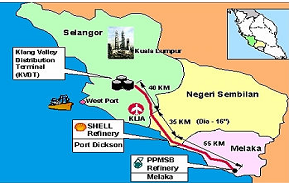 Selangor
Kuala Lumpur
Klang Valley
Distribution
Terminal
(KVDT)
40 KM
West Port
KLIA
Negeri Sembilan
35 KM (Dia - 16")
SHELL
Refinery
Port Dickson
55 KM
Melaka
PPMSB
Refinery
Melaka